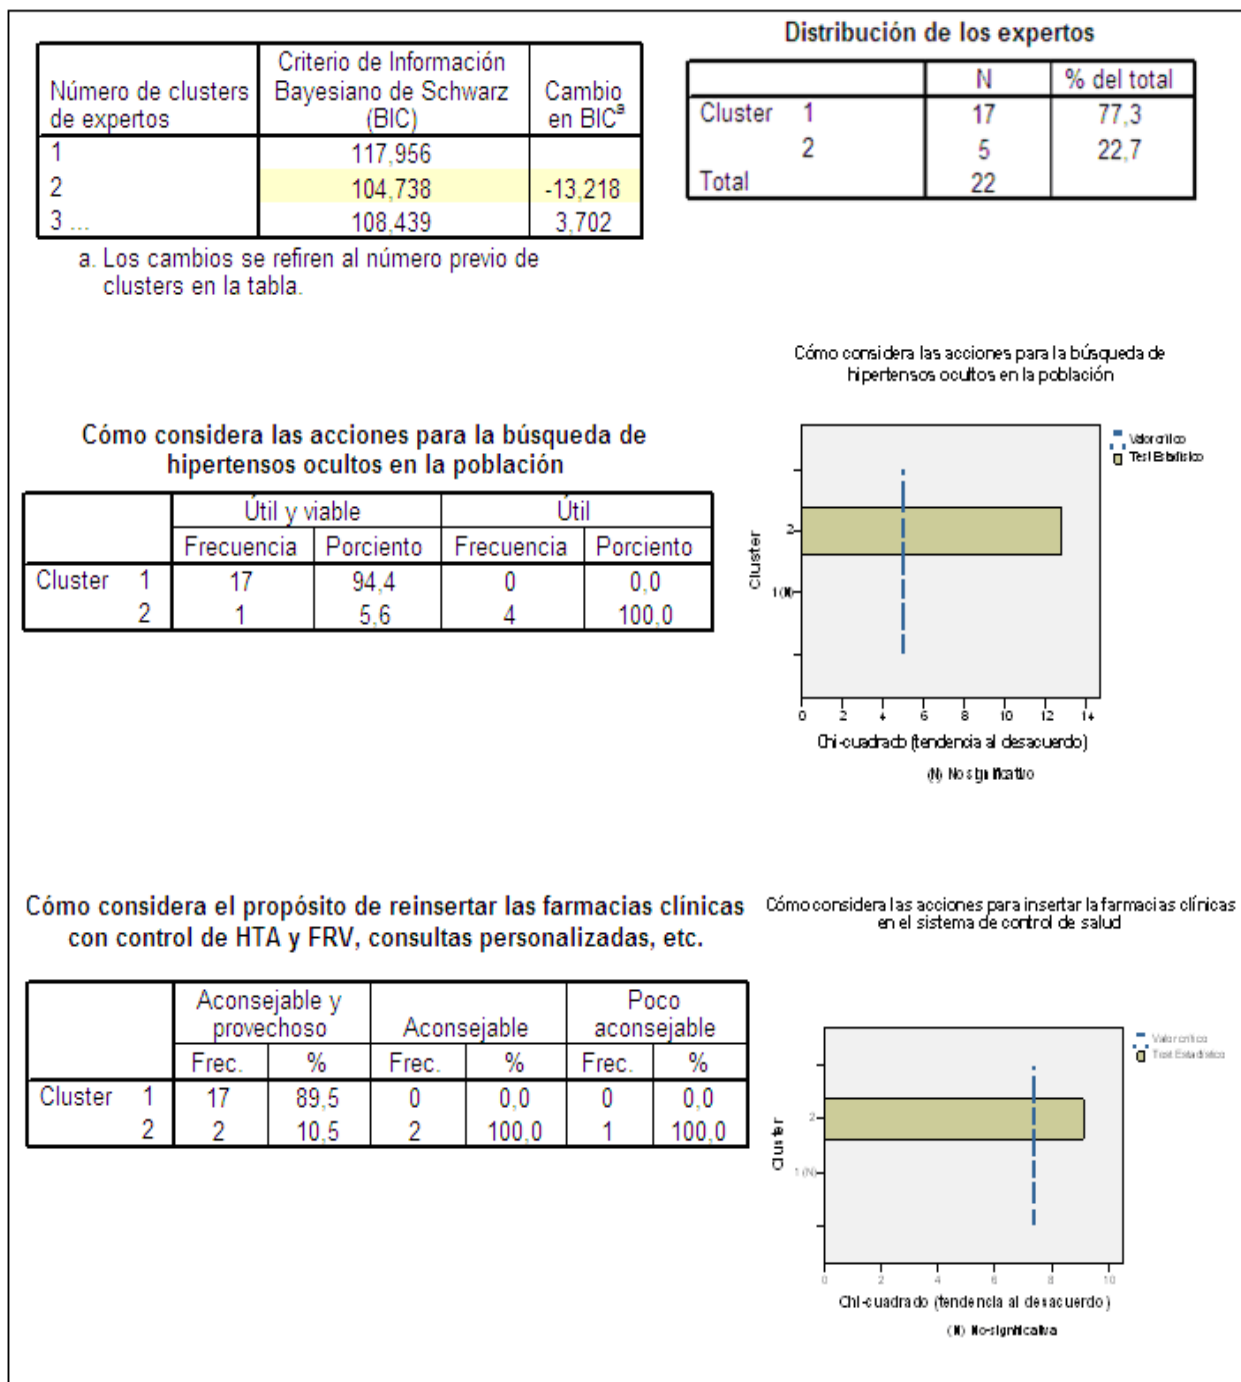 Número de clusters de expertos Criterio de Información Bayesiano de Schwarz (BIC) Cambio en BICª
1 117,956
2 104,738 -13,218
3 ... 108,439 3,702
a. Los cambios se refiren al número previo de
clusters en la tabla.
Distribución de los expertos
N % del total
Cluster 1 17 77,3
2 5 22,7
Total 22
Cómo considera las acciones para la búsqueda de
hipertensos ocultos en la población
Útil y viable Útil
Frecuencia Porciento Frecuencia Porciento
Cluster 1 17 94,4 0 0,0
2 1 5,6 4 100,0
Cómo considera las acciones para la búsqueda de
hipertensos ocultos en la población
Valor crítico
Test Estadístico
Cluster
2
1 (N)
0 2 4 6 8 10 12 14
Chi-cuadrado (tendencia al desacuerdo)
(N) No significativo
Cómo considera el propósito de reinsertar las farmacias clínicas
con control de HTA y FRV, consultas personalizadas, etc.
Aconsejable y provechoso Aconsejable Poco aconsejable
Frec. % Frec. % Frec. %
Cluster 1 17 89,5 0 0,0 0 0,0
2 2 10,5 2 100,0 1 100,0
Cómo considera las acciones para insertar la farmacias clínicas
en el sistema de control de salud
Valor crítico
Test Estadístico
Cluster
2
1 (N)
0 2 4 6 8 10
Chi-cuadrado (tendencia al desacuerdo)
(N) No-significativa